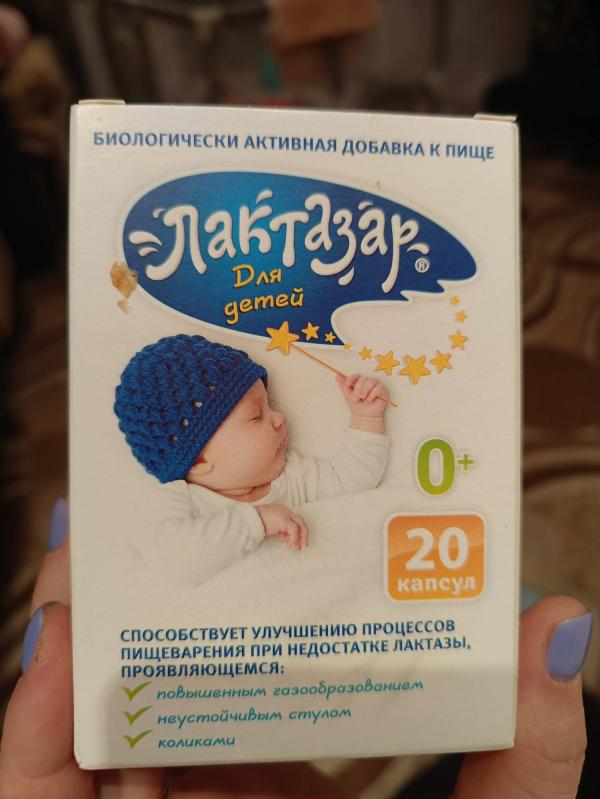 БИОЛОГИЧЕСКИ АКТИВНАЯ ДОБАВКА К ПИЩЕ
Лактазар®
Для
детей
0+
20
капсул
СПОСОБСТВУЕТ УЛУЧШЕНИЮ ПРОЦЕССОВ
ПИЩЕВАРЕНИЯ ПРИ НЕДОСТАТКЕ ЛАКТАЗЫ,
ПРОЯВЛЯЮЩЕМСЯ:
повышенным газообразованием
неустойчивым стулом
коликами